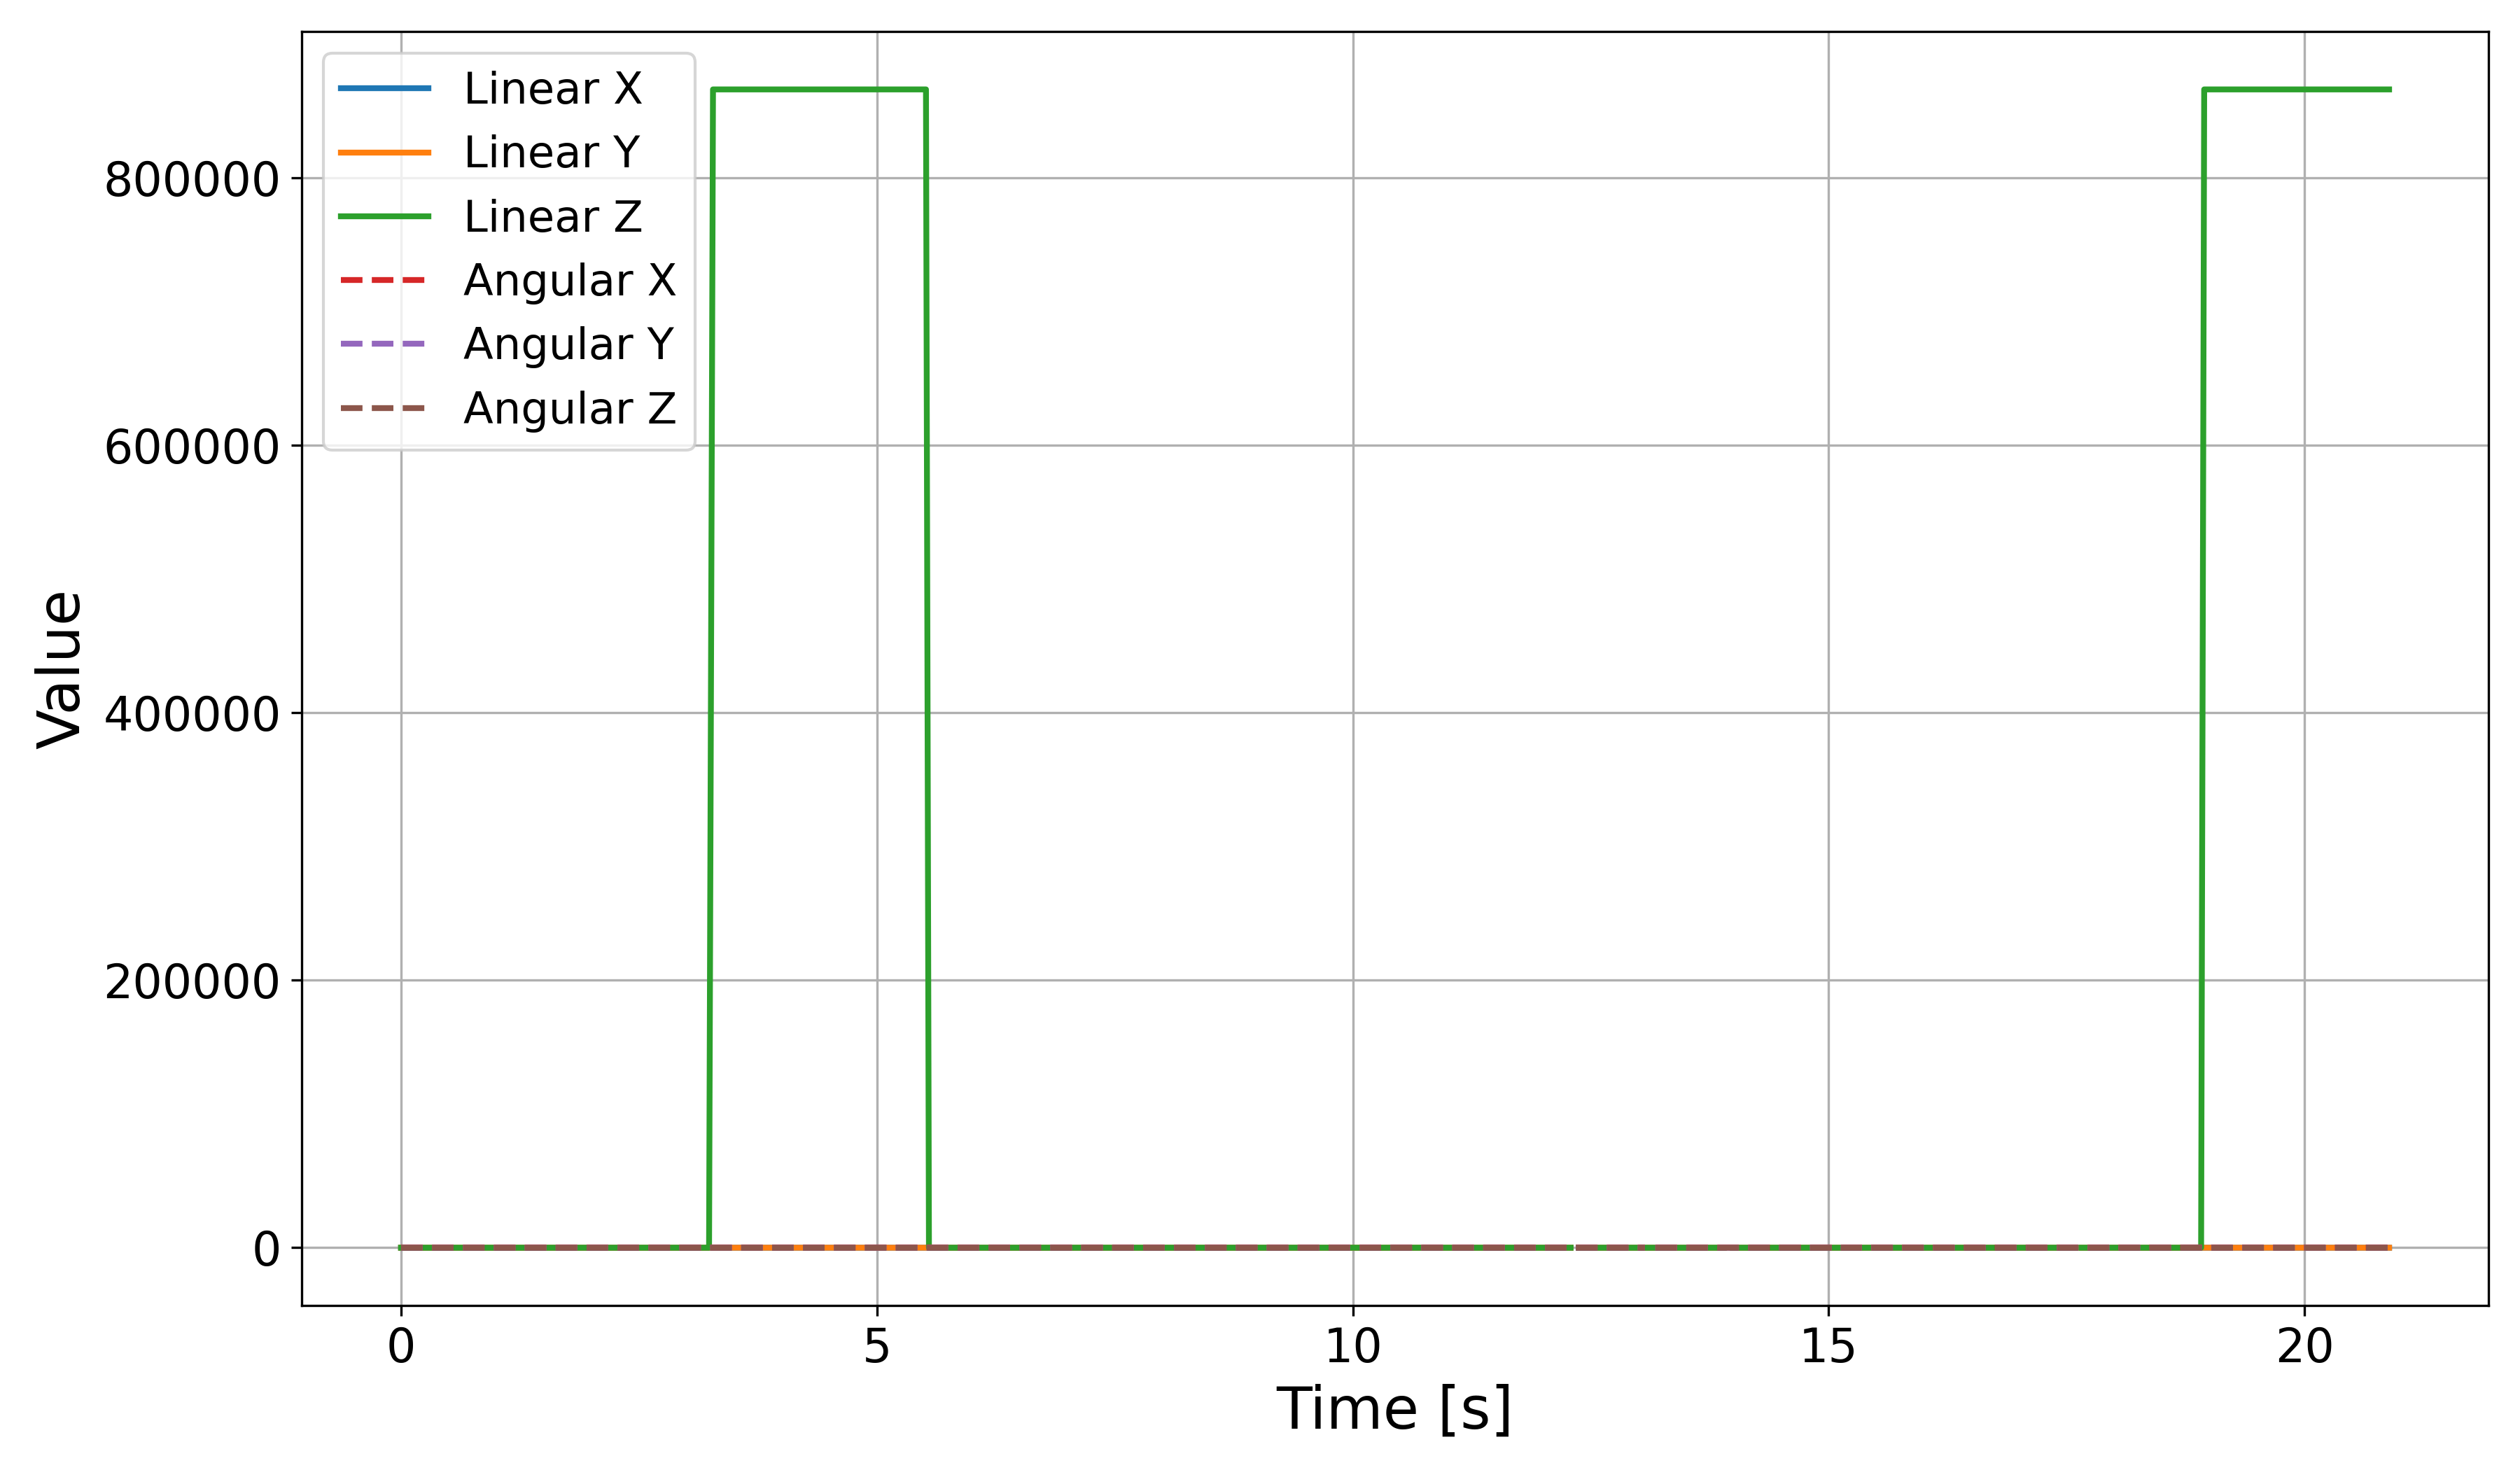 Linear X
Linear Y
Linear Z
Angular X
Angular Y
Angular Z
800000
600000
400000
200000
0
Value
0 5 10 15 20
Time [s]